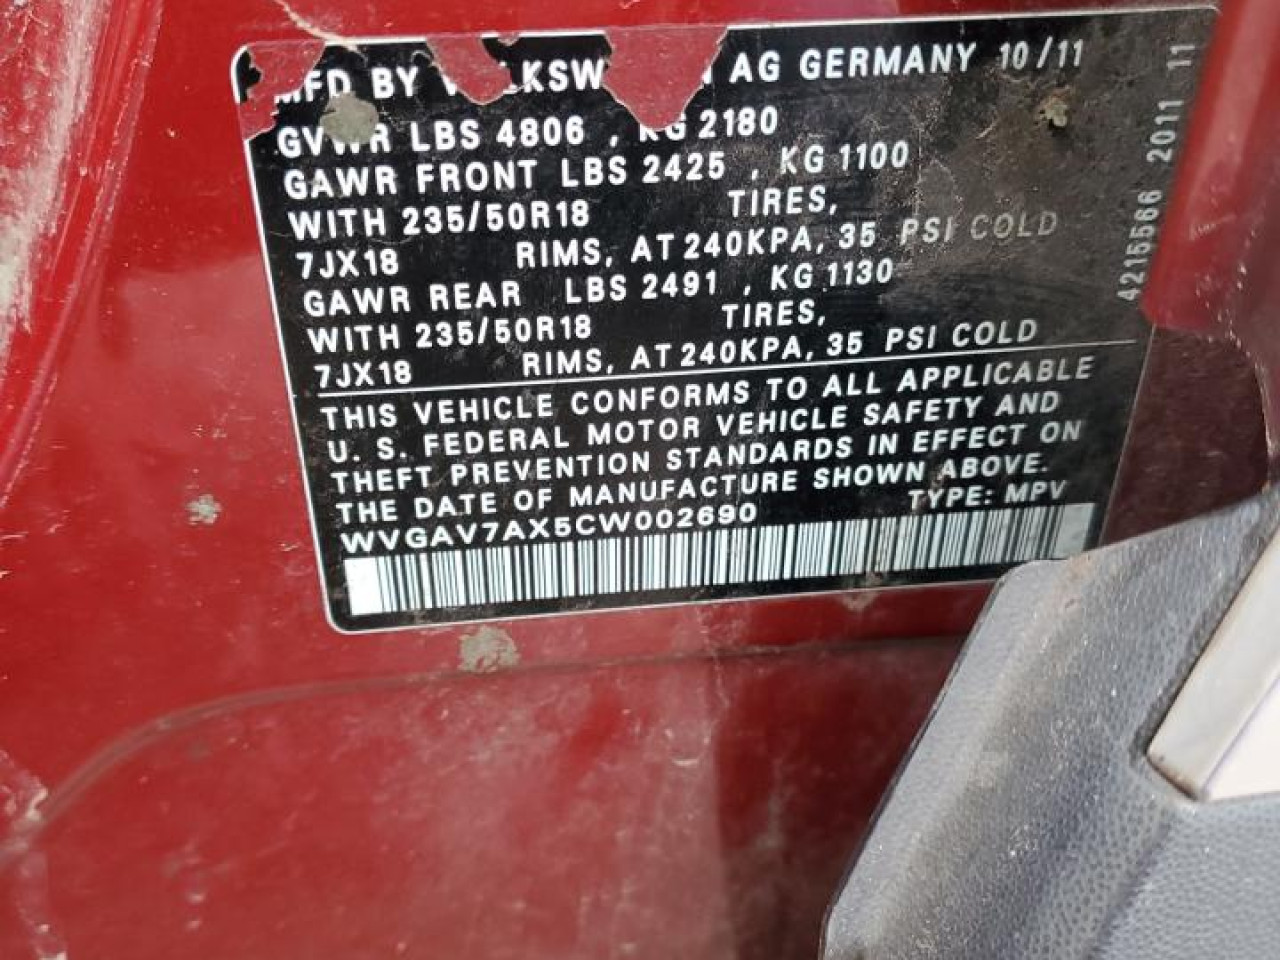 MFD BY AG GERMANY 10/11
GVWR LBS 4806 , KG 2180
GAWR FRONT LBS 2425 , KG 1100
WITH 235/50R18 TIRES,
7JX18 RIMS, AT 240KPA, 35 PSI COLD
GAWR REAR LBS 2491 , KG 1130
WITH 235/50R18 TIRES,
7JX18 RIMS, AT 240KPA, 35 PSI COLD
THIS VEHICLE CONFORMS TO ALL APPLICABLE
U. S. FEDERAL MOTOR VEHICLE SAFETY AND
THEFT PREVENTION STANDARDS IN EFFECT ON
THE DATE OF MANUFACTURE SHOWN ABOVE.
WVGAV7AX5CW002690 TYPE: MPV
4215566 2011 11